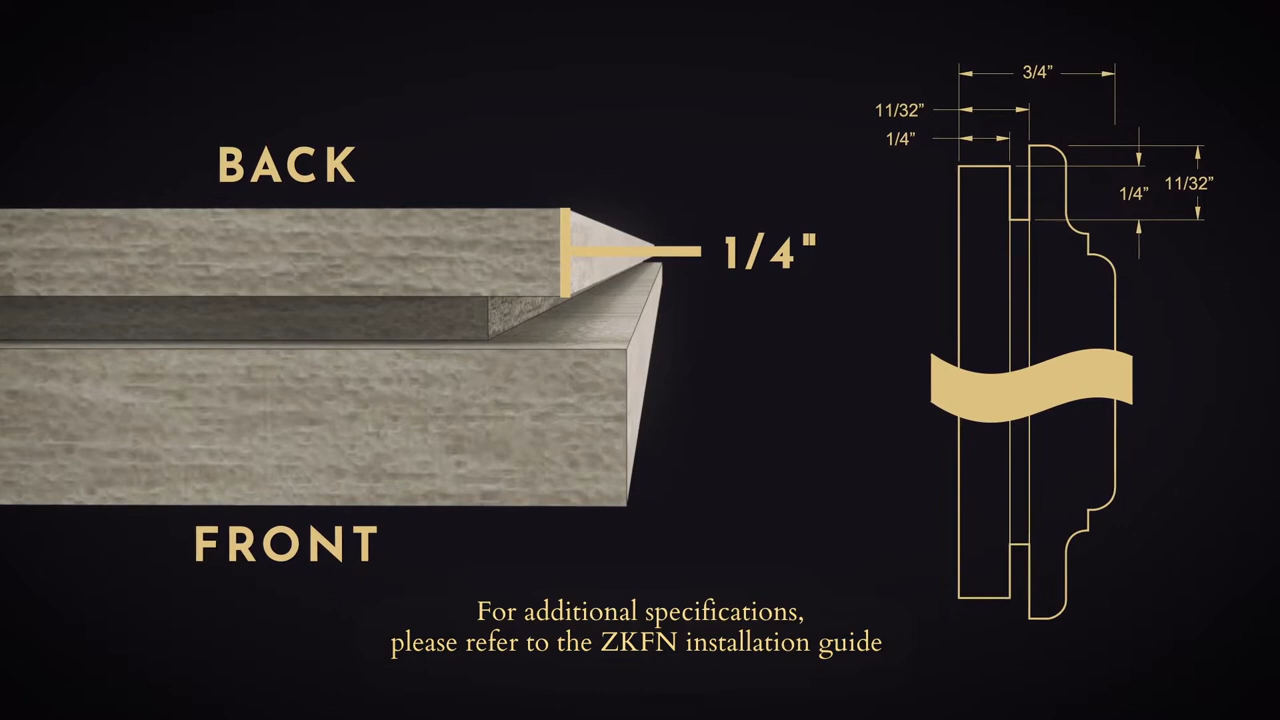 3/4”
11/32”
1/4”
BACK
1/4”
11/32”
1/4"
FRONT
For additional specifications,
please refer to the ZKFN installation guide